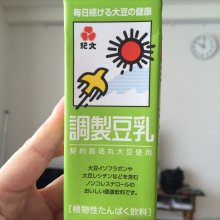 毎日続ける大豆の健康
紀文
調製豆乳
契約栽培丸大豆使用
大豆イソフラボンや
大豆レシチンなどを含む
ノンコレステロールの
おいしい健康飲料です。
[植物性たんぱく飲料]